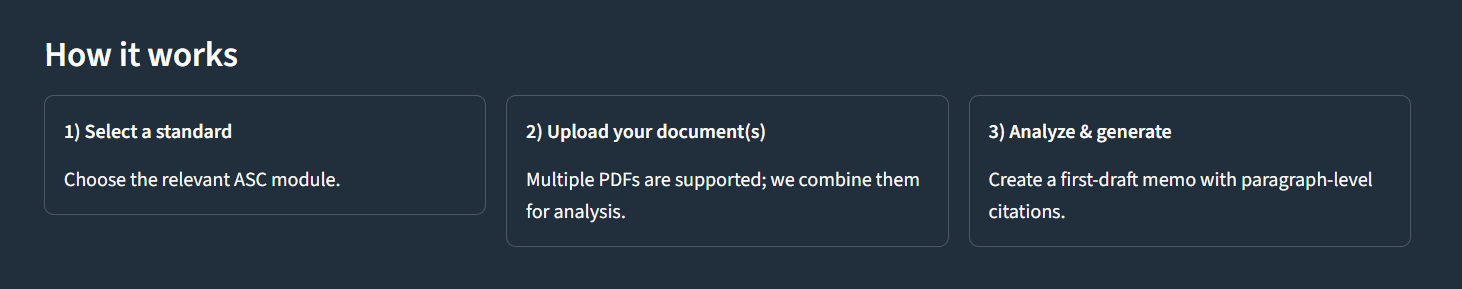 How it works
1) Select a standard
Choose the relevant ASC module.
2) Upload your document(s)
Multiple PDFs are supported; we combine them
for analysis.
3) Analyze & generate
Create a first-draft memo with paragraph-level
citations.